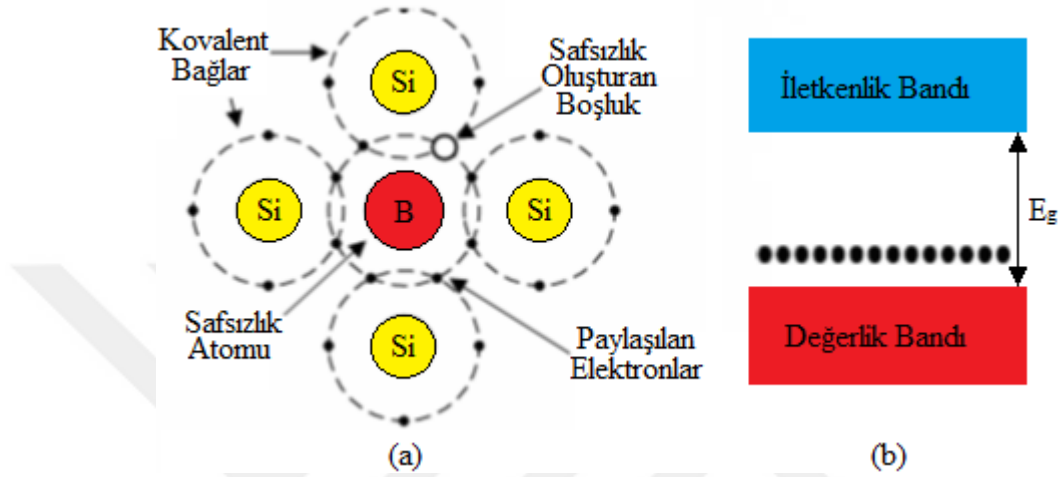 Kovalent
Bağlar
Safsızlık
Oluşturan
Boşluk
Si
Si
B
Si
Si
Safsızlık
Atomu
Paylaşılan
Elektronlar
(a)
İletkenlik Bandı
Eg
Değerlik Bandı
(b)